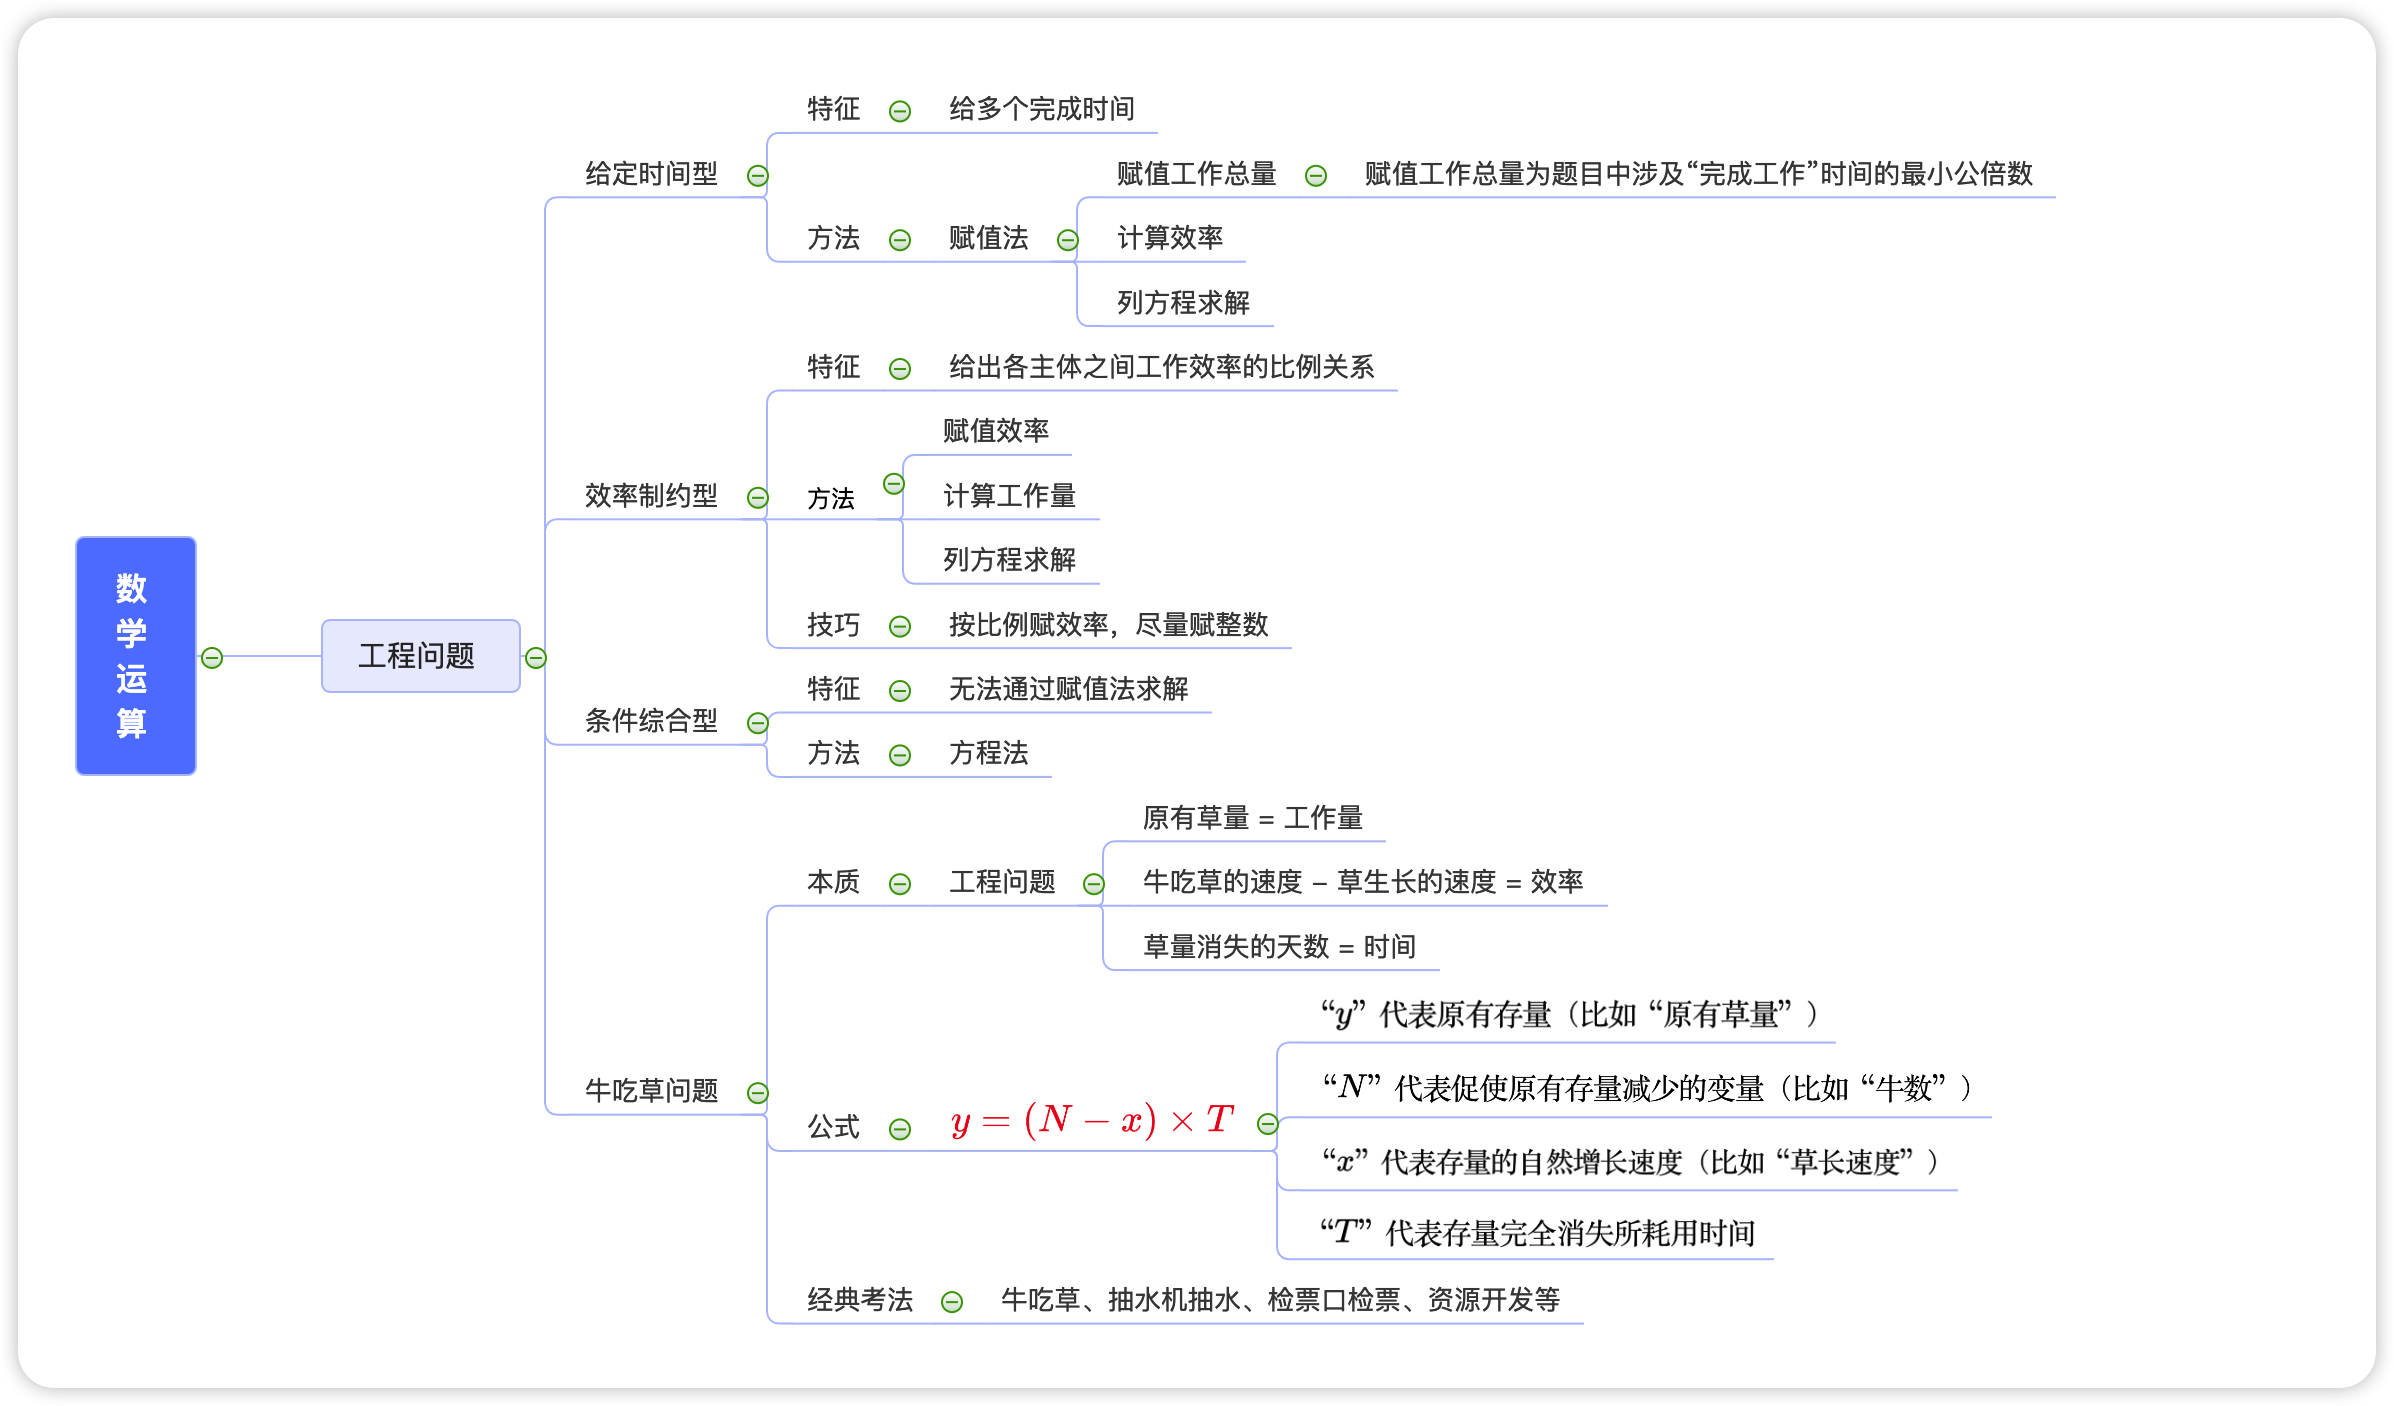 数学运算
工程问题
给定时间型
特征
给多个完成时间
方法
赋值法
赋值工作总量
赋值工作总量为题目中涉及“完成工作”时间的最小公倍数
计算效率
列方程求解
效率制约型
特征
给出各主体之间工作效率的比例关系
方法
赋值效率
计算工作量
列方程求解
技巧
按比例赋效率，尽量赋整数
条件综合型
特征
无法通过赋值法求解
方法
方程法
牛吃草问题
本质
工程问题
原有草量 = 工作量
牛吃草的速度 – 草生长的速度 = 效率
草量消失的天数 = 时间
公式
y = (N − x) × T
“y” 代表原有存量（比如 “原有草量” ）
“N” 代表促使原有存量减少的变量（比如 “牛数” ）
“x” 代表存量的自然增长速度（比如 “草长速度” ）
“T” 代表存量完全消失所耗用时间
经典考法
牛吃草、抽水机抽水、检票口检票、资源开发等